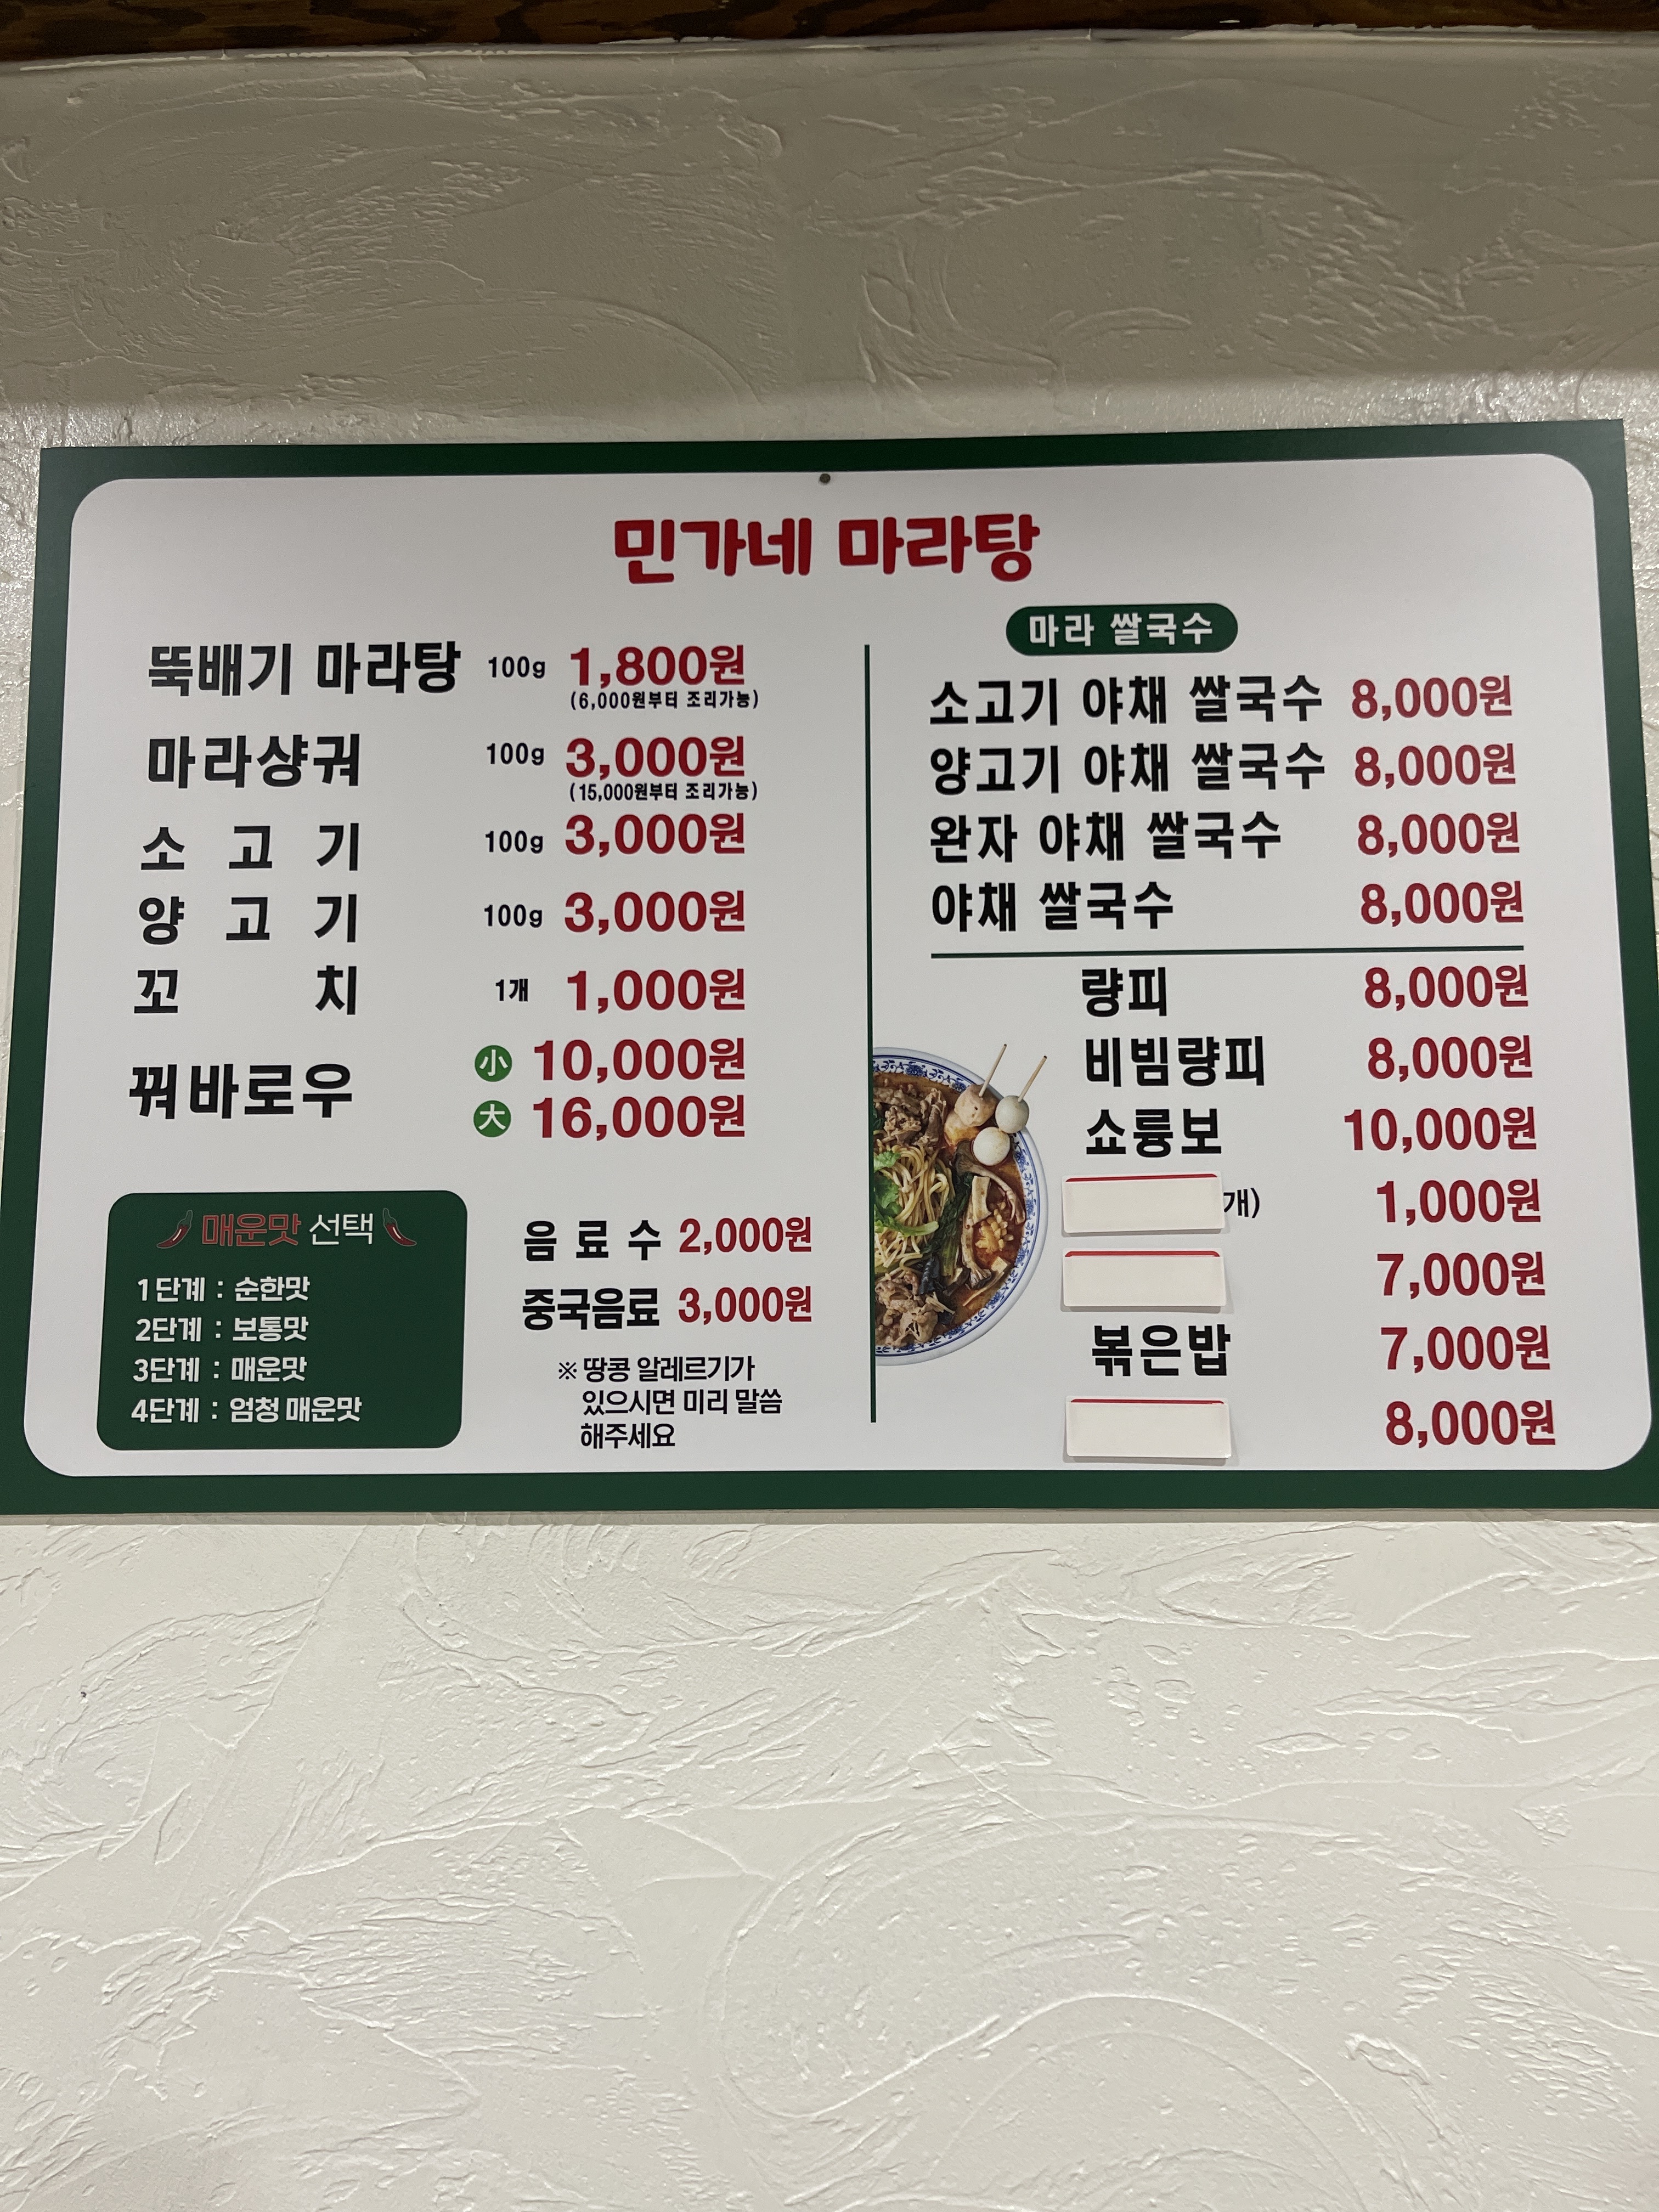 민가네 마라탕
뚝배기 마라탕 100g 1,800원
(6,000원부터 조리가능)
마라샹궈 100g 3,000원
(15,000원부터 조리가능)
소 고 기 100g 3,000원
양 고 기 100g 3,000원
꼬 치 1개 1,000원
꿔바로우 小 10,000원
大 16,000원
매운맛 선택
1단계 : 순한맛
2단계 : 보통맛
3단계 : 매운맛
4단계 : 엄청 매운맛
음 료 수 2,000원
중국음료 3,000원
※ 땅콩 알레르기가
있으시면 미리 말씀
해주세요
마라 쌀국수
소고기 야채 쌀국수 8,000원
양고기 야채 쌀국수 8,000원
완자 야채 쌀국수 8,000원
야채 쌀국수 8,000원
량피 8,000원
비빔량피 8,000원
쇼룽보 10,000원
개) 1,000원
7,000원
볶은밥 7,000원
8,000원